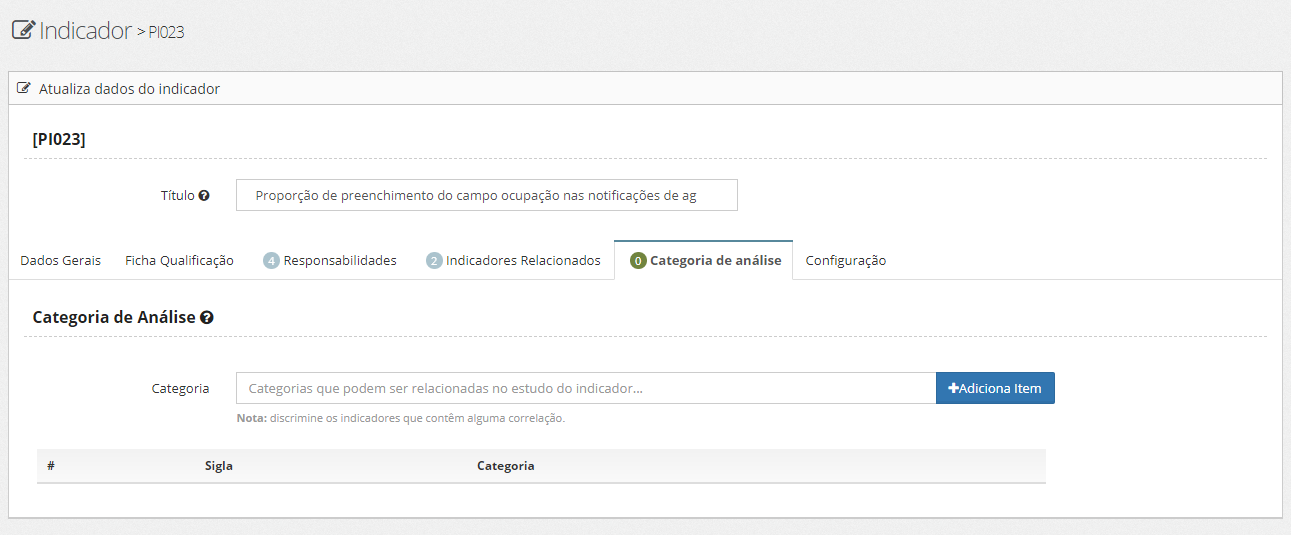 Indicador > PI023
Atualiza dados do indicador
[PI023]
Título
Proporção de preenchimento do campo ocupação nas notificações de ag
Dados Gerais Ficha Qualificação 4 Responsabilidades 2 Indicadores Relacionados 0 Categoria de análise Configuração
Categoria de Análise
Categoria Categorias que podem ser relacionadas no estudo do indicador... Adiciona Item
Nota: discrimine os indicadores que contêm alguma correlação.
# Sigla Categoria